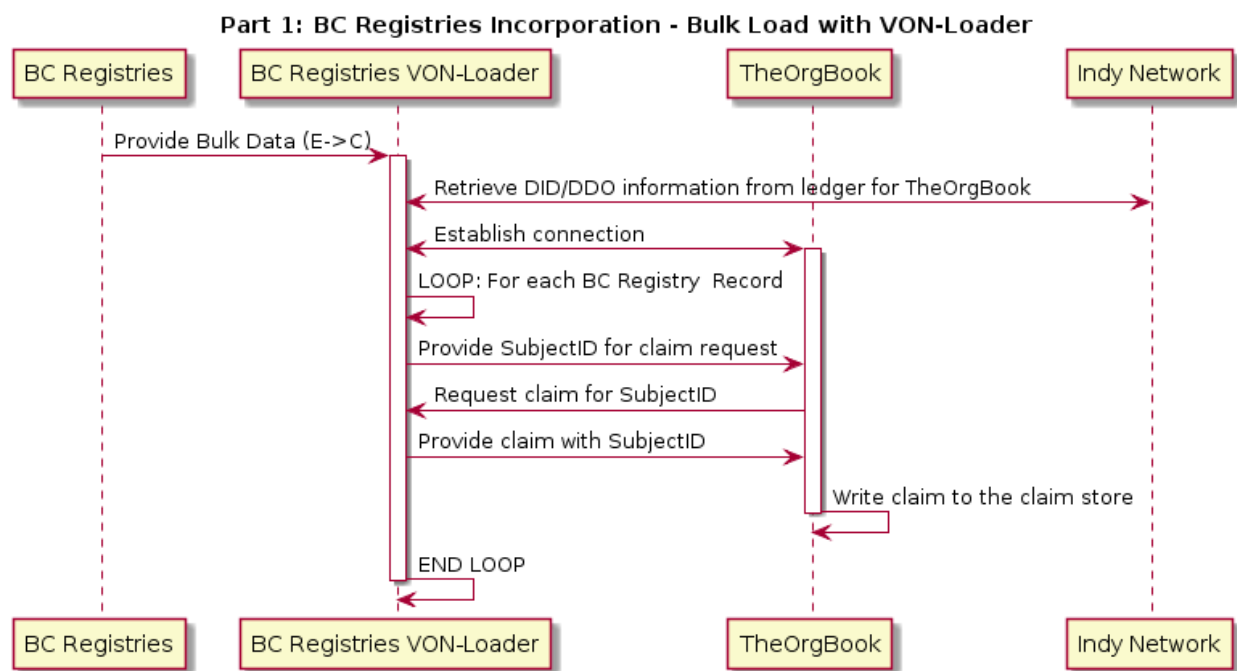 Part 1: BC Registries Incorporation - Bulk Load with VON-Loader
BC Registries
BC Registries VON-Loader
TheOrgBook
Indy Network
Provide Bulk Data (E->C)
Retrieve DID/DDO information from ledger for TheOrgBook
Establish connection
LOOP: For each BC Registry  Record
Provide SubjectID for claim request
Request claim for SubjectID
Provide claim with SubjectID
Write claim to the claim store
END LOOP
BC Registries
BC Registries VON-Loader
TheOrgBook
Indy Network